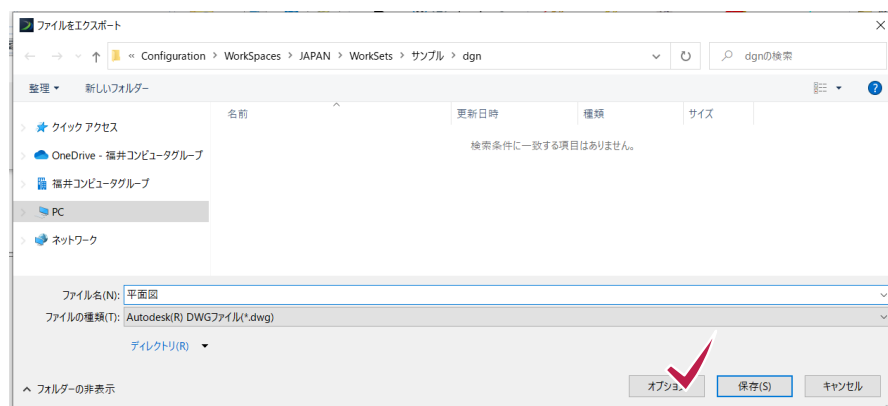 ファイルをエクスポート
« Configuration > WorkSpaces > JAPAN > WorkSets > サンプル > dgn
dgnの検索
整理 新しいフォルダー
名前 更新日時 種類 サイズ
検索条件に一致する項目はありません。
クイック アクセス
OneDrive - 福井コンピュータグループ
福井コンピュータグループ
PC
ネットワーク
ファイル名(N): 平面図
ファイルの種類(T): Autodesk(R) DWGファイル(*.dwg)
ディレクトリ(R)
フォルダーの非表示
オプショ 保存(S) キャンセル